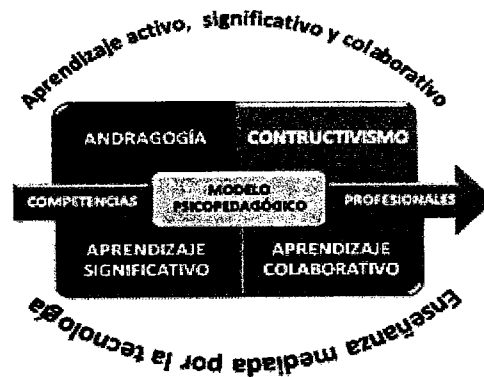 Aprendizaje activo, significativo y colaborativo
ANDRAGOGÍA
CONTRUCTIVISMO
COMPETENCIAS
MODELO
PSICOPEDAGÓGICO
PROFESIONALES
APRENDIZAJE
SIGNIFICATIVO
APRENDIZAJE
COLABORATIVO
Enseñanza mediada por la tecnología